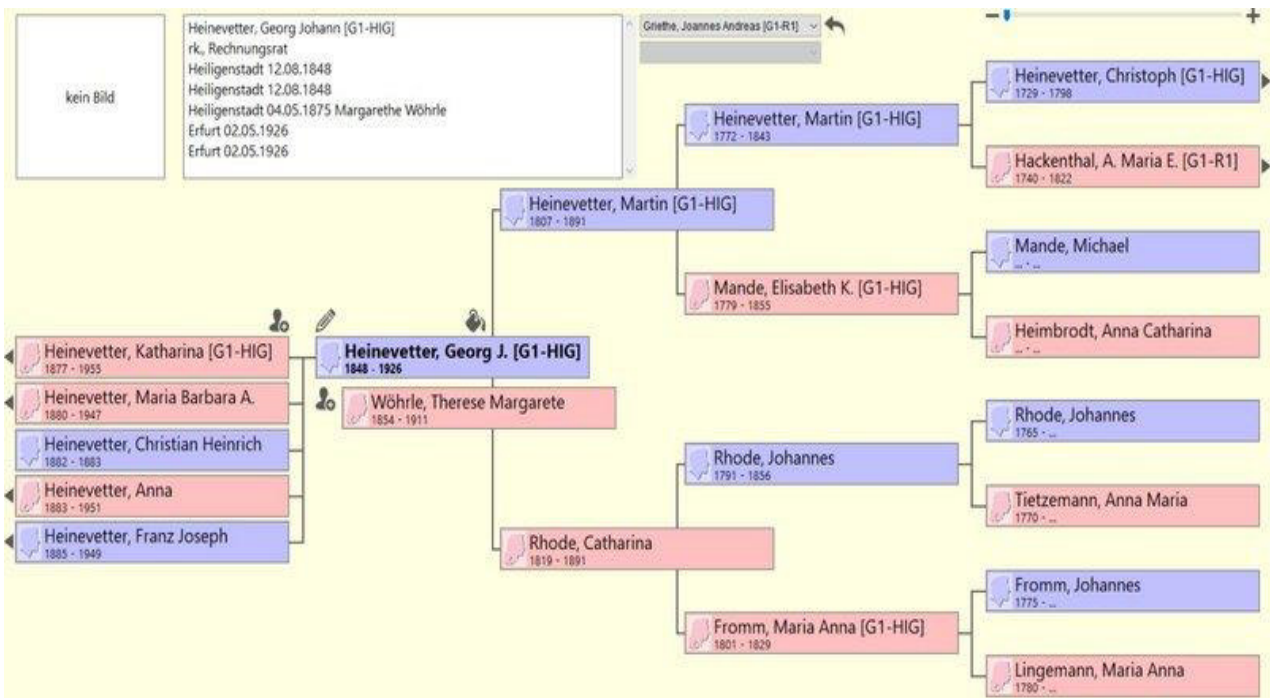 kein Bild
Heinevetter, Georg Johann [G1-HIG]
rk., Rechnungsrat
Heiligenstadt 12.08.1848
Heiligenstadt 12.08.1848
Heiligenstadt 04.05.1875 Margarethe Wöhrle
Erfurt 02.05.1926
Erfurt 02.05.1926
Griethe, Joannes Andreas [G1-R1]
Heinevetter, Katharina [G1-HIG]
1877 - 1955
Heinevetter, Maria Barbara A.
1880 - 1947
Heinevetter, Christian Heinrich
1882 - 1883
Heinevetter, Anna
1883 - 1951
Heinevetter, Franz Joseph
1885 - 1949
Heinevetter, Georg J. [G1-HIG]
1848 - 1926
Wöhrle, Therese Margarete
1854 - 1911
Heinevetter, Martin [G1-HIG]
1807 - 1891
Rhode, Catharina
1819 - 1891
Heinevetter, Martin [G1-HIG]
1772 - 1843
Mande, Elisabeth K. [G1-HIG]
1779 - 1855
Rhode, Johannes
1791 - 1856
Fromm, Maria Anna [G1-HIG]
1801 - 1829
Heinevetter, Christoph [G1-HIG]
1729 - 1798
Hackenthal, A. Maria E. [G1-R1]
1740 - 1822
Mande, Michael
... - ...
Heimbrodt, Anna Catharina
... - ...
Rhode, Johannes
1765 - ...
Tietzemann, Anna Maria
1770 - ...
Fromm, Johannes
1775 - ...
Lingemann, Maria Anna
1780 - ...